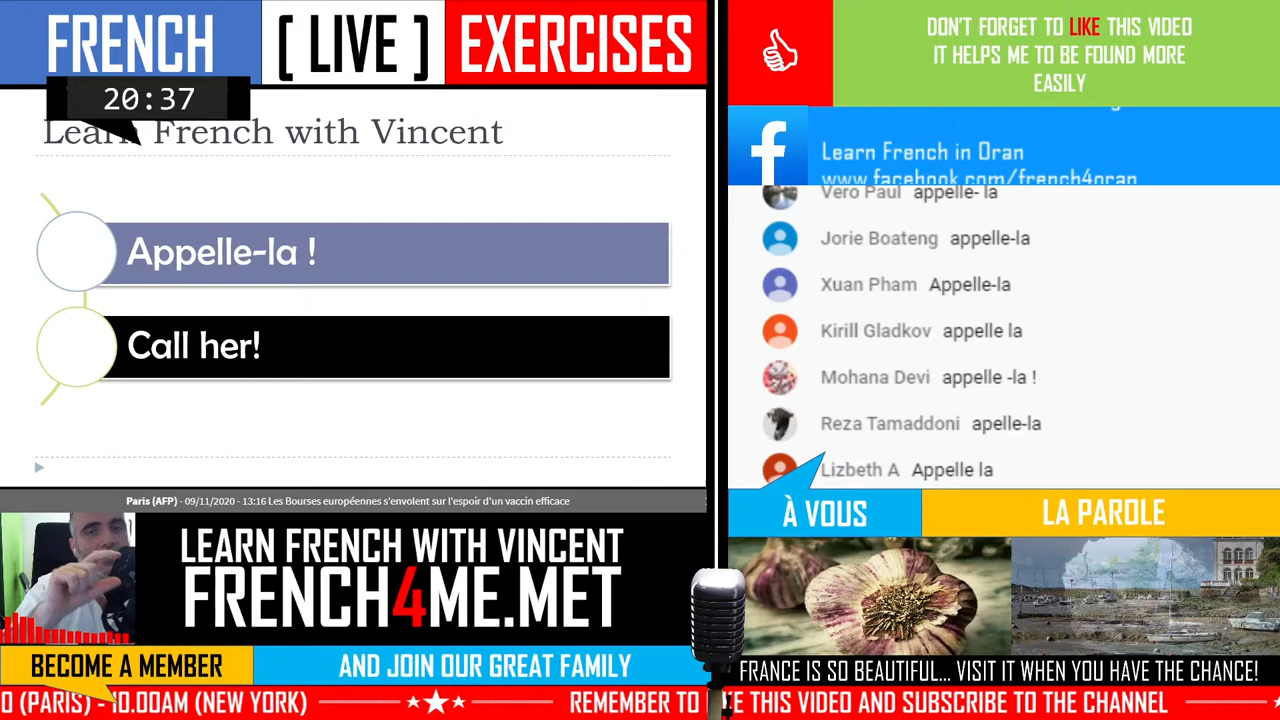 FRENCH
[ LIVE ]
EXERCISES
20:37
Learn French with Vincent
Appelle-la !
Call her!
Paris (AFP) - 09/11/2020 - 13:16 Les Bourses européennes s'envolent sur l'espoir d'un vaccin efficace
LEARN FRENCH WITH VINCENT
FRENCH4ME.MET
BECOME A MEMBER
AND JOIN OUR GREAT FAMILY
DON'T FORGET TO LIKE THIS VIDEO
IT HELPS ME TO BE FOUND MORE
EASILY
f
Learn French in Oran
www.facebook.com/french4oran
Vero Paul appelle- la
Jorie Boateng appelle-la
Xuan Pham Appelle-la
Kirill Gladkov appelle la
Mohana Devi appelle -la !
Reza Tamaddoni apelle-la
Lizbeth A Appelle la
À VOUS
LA PAROLE
FRANCE IS SO BEAUTIFUL... VISIT IT WHEN YOU HAVE THE CHANCE!
0 (PARIS) - 10.00AM (NEW YORK)
REMEMBER TO
THIS VIDEO AND SUBSCRIBE TO THE CHANNEL